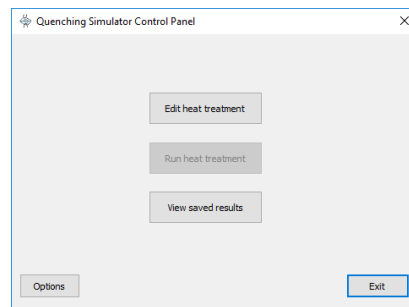 Quenching Simulator Control Panel
Edit heat treatment
Run heat treatment
View saved results
Options
Exit